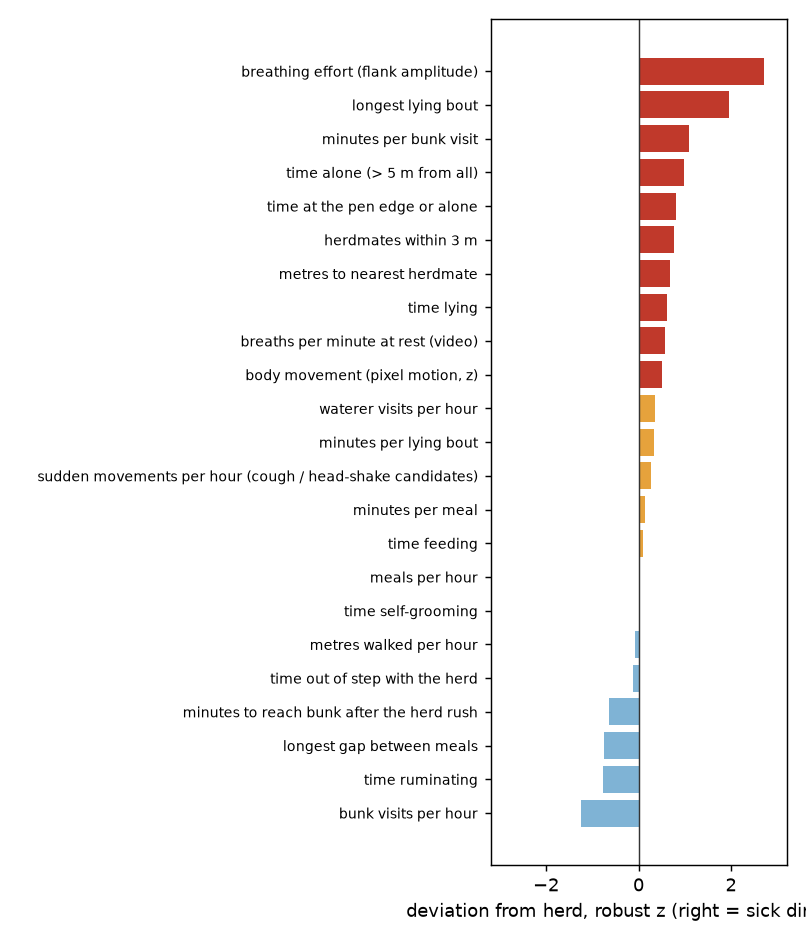 breathing effort (flank amplitude)
longest lying bout
minutes per bunk visit
time alone (> 5 m from all)
time at the pen edge or alone
herdmates within 3 m
metres to nearest herdmate
time lying
breaths per minute at rest (video)
body movement (pixel motion, z)
waterer visits per hour
minutes per lying bout
sudden movements per hour (cough / head-shake candidates)
minutes per meal
time feeding
meals per hour
time self-grooming
metres walked per hour
time out of step with the herd
minutes to reach bunk after the herd rush
longest gap between meals
time ruminating
bunk visits per hour
−2 0 2
deviation from herd, robust z (right = sick dir